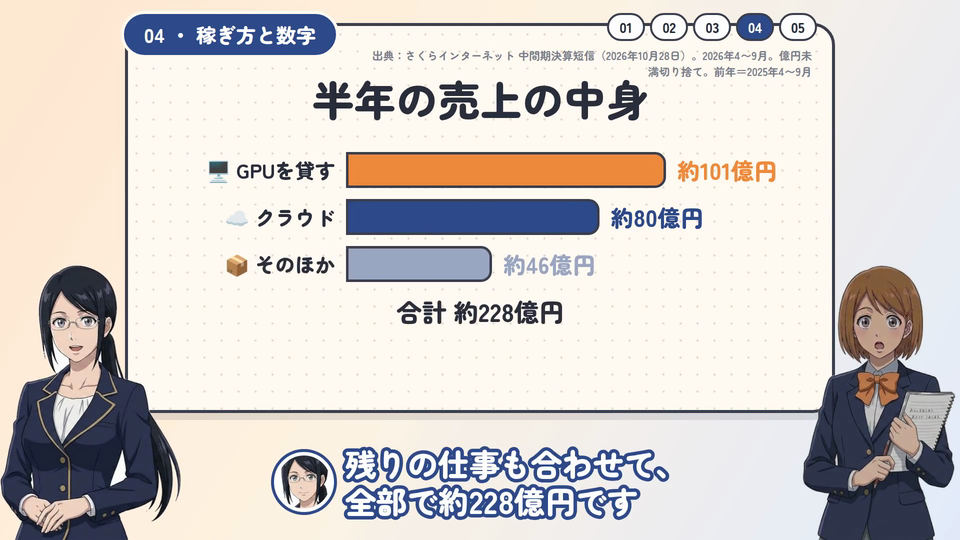 04 ・ 稼ぎ方と数字
01 02 03 04 05
出典：さくらインターネット 中間期決算短信（2026年10月28日）。2026年4〜9月。億円未
満切り捨て。前年＝2025年4〜9月
半年の売上の中身
GPUを貸す 約101億円
クラウド 約80億円
そのほか 約46億円
合計 約228億円
残りの仕事も合わせて、
全部で約228億円です